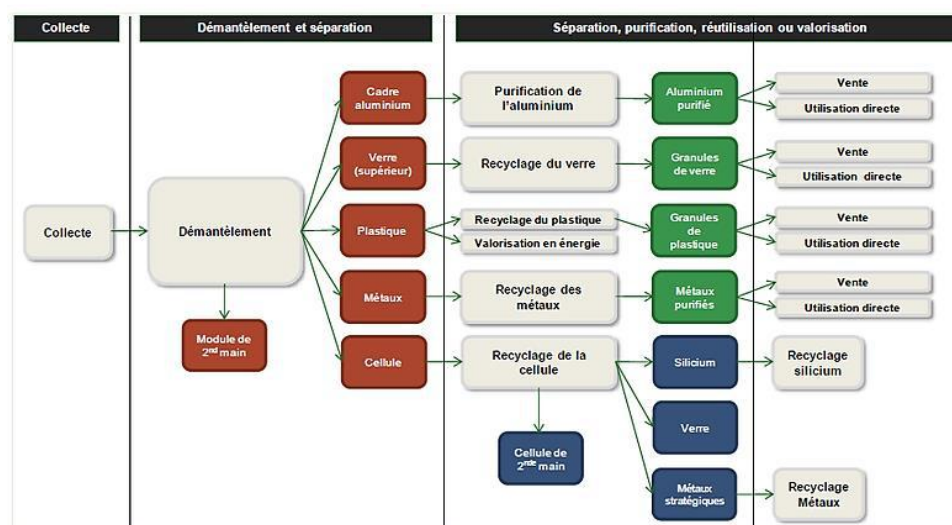 Collecte
Démantèlement et séparation
Séparation, purification, réutilisation ou valorisation
Collecte
Démantèlement
Module de
2nd main
Cadre
aluminium
Verre
(supérieur)
Plastique
Métaux
Cellule
Purification de
l'aluminium
Recyclage du verre
Recyclage du plastique
Valorisation en énergie
Recyclage des
métaux
Recyclage de la
cellule
Cellule de
2nde main
Aluminium
purifié
Granules
de verre
Granules
de
plastique
Métaux
purifiés
Silicium
Verre
Métaux
stratégiques
Vente
Utilisation directe
Vente
Utilisation directe
Vente
Utilisation directe
Vente
Utilisation directe
Recyclage
silicium
Recyclage
Métaux